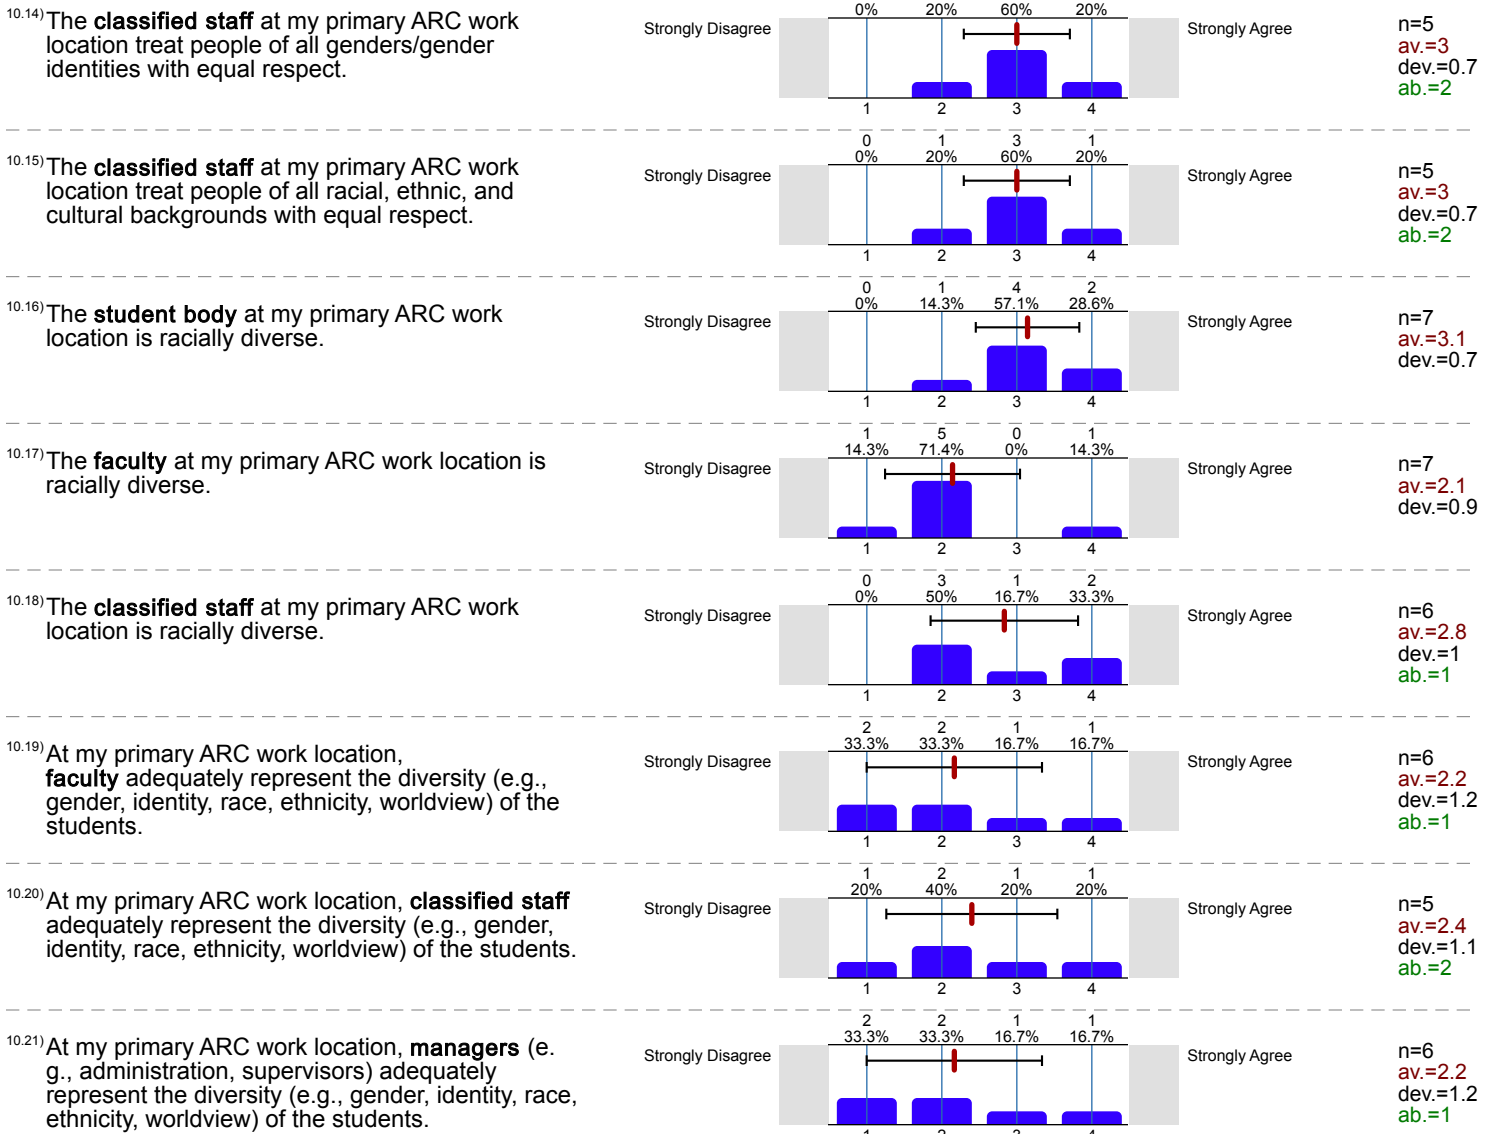 0% 20% 60% 20%
10.14) The classified staff at my primary ARC work
location treat people of all genders/gender
identities with equal respect.
Strongly Disagree
Strongly Agree
1 2 3 4
n=5
av.=3
dev.=0.7
ab.=2
0 1 3 1
0% 20% 60% 20%
10.15) The classified staff at my primary ARC work
location treat people of all racial, ethnic, and
cultural backgrounds with equal respect.
Strongly Disagree
Strongly Agree
1 2 3 4
n=5
av.=3
dev.=0.7
ab.=2
0 1 4 2
0% 14.3% 57.1% 28.6%
10.16) The student body at my primary ARC work
location is racially diverse.
Strongly Disagree
Strongly Agree
1 2 3 4
n=7
av.=3.1
dev.=0.7
1 5 0 1
14.3% 71.4% 0% 14.3%
10.17) The faculty at my primary ARC work location is
racially diverse.
Strongly Disagree
Strongly Agree
1 2 3 4
n=7
av.=2.1
dev.=0.9
0 3 1 2
0% 50% 16.7% 33.3%
10.18) The classified staff at my primary ARC work
location is racially diverse.
Strongly Disagree
Strongly Agree
1 2 3 4
n=6
av.=2.8
dev.=1
ab.=1
2 2 1 1
33.3% 33.3% 16.7% 16.7%
10.19) At my primary ARC work location,
faculty adequately represent the diversity (e.g.,
gender, identity, race, ethnicity, worldview) of the
students.
Strongly Disagree
Strongly Agree
1 2 3 4
n=6
av.=2.2
dev.=1.2
ab.=1
1 2 1 1
20% 40% 20% 20%
10.20) At my primary ARC work location, classified staff
adequately represent the diversity (e.g., gender,
identity, race, ethnicity, worldview) of the students.
Strongly Disagree
Strongly Agree
1 2 3 4
n=5
av.=2.4
dev.=1.1
ab.=2
2 2 1 1
33.3% 33.3% 16.7% 16.7%
10.21) At my primary ARC work location, managers (e.
g., administration, supervisors) adequately
represent the diversity (e.g., gender, identity, race,
ethnicity, worldview) of the students.
Strongly Disagree
Strongly Agree
1 2 3 4
n=6
av.=2.2
dev.=1.2
ab.=1